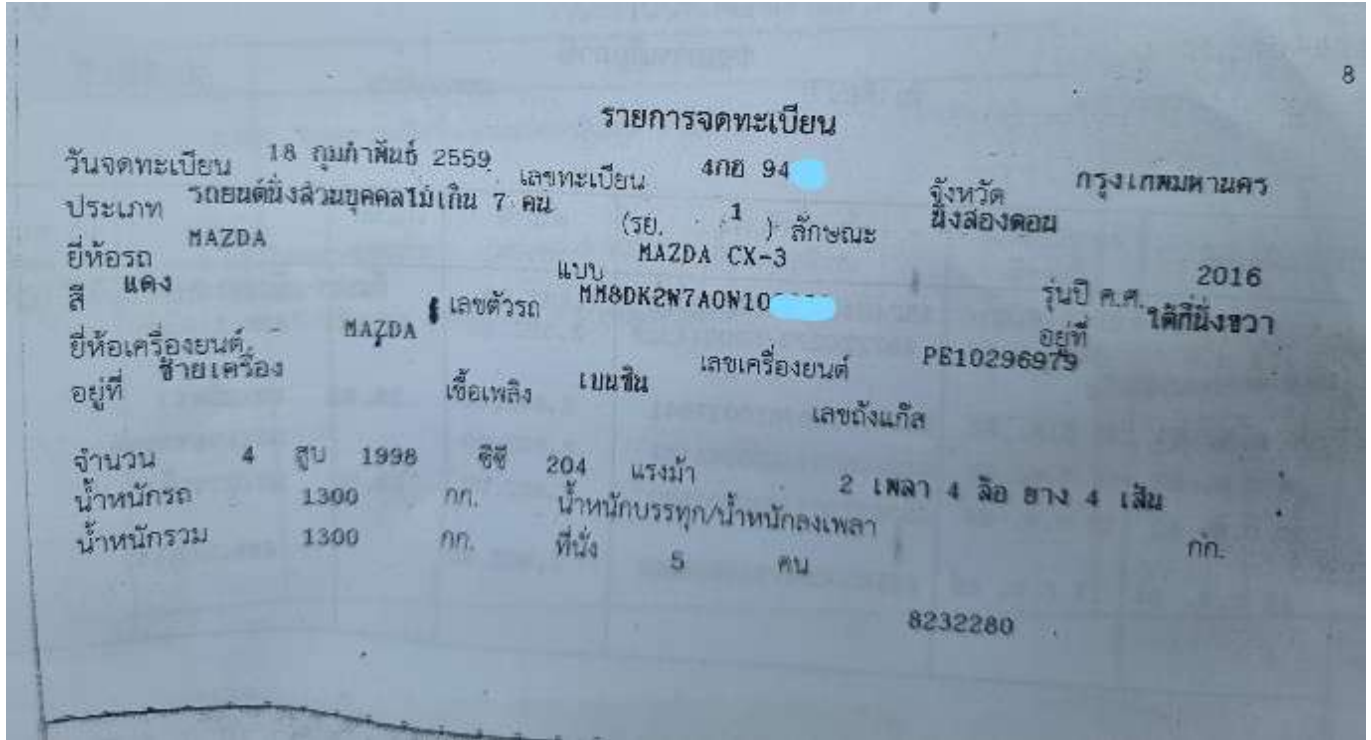 8
รายการจดทะเบียน
วันจดทะเบียน 18 กุมภาพันธ์ 2559 เลขทะเบียน 4กอ 94 จังหวัด กรุงเทพมหานคร
ประเภท รถยนต์นั่งส่วนบุคคลไม่เกิน 7 คน (รย. 1 ) ลักษณะ นั่งสองตอน
ยี่ห้อรถ MAZDA แบบ MAZDA CX-3 รุ่นปี ค.ศ. 2016
สี แดง เลขตัวรถ MM8DK2W7A0W10 อยู่ที่ ใต้ที่นั่งขวา
ยี่ห้อเครื่องยนต์ MAZDA เลขเครื่องยนต์ PE10296979
อยู่ที่ ซ้ายเครื่อง เชื้อเพลิง เบนซิน เลขถังแก๊ส
จำนวน 4 สูบ 1998 ซีซี 204 แรงม้า 2 เพลา 4 ล้อ ยาง 4 เส้น
น้ำหนักรถ 1300 กก. น้ำหนักบรรทุก/น้ำหนักลงเพลา กก.
น้ำหนักรวม 1300 กก. ที่นั่ง 5 คน
8232280